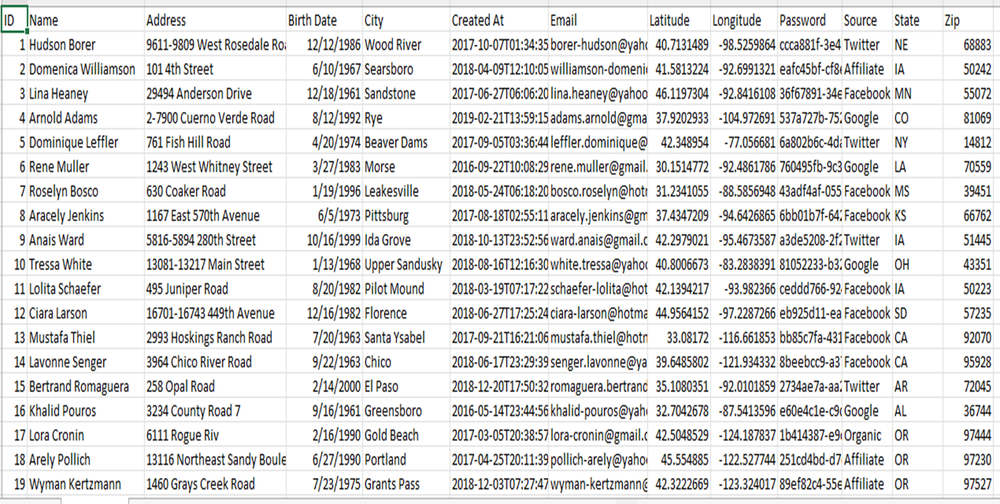 ID Name Address Birth Date City Created At Email Latitude Longitude Password Source State Zip
1 Hudson Borer 9611-9809 West Rosedale Roa 12/12/1986 Wood River 2017-10-07T01:34:35 borer-hudson@yaho 40.7131489 -98.5259864 ccca881f-3e4 Twitter NE 68883
2 Domenica Williamson 101 4th Street 6/10/1967 Searsboro 2018-04-09T12:10:05 williamson-domeni 41.5813224 -92.6991321 eafc45bf-cf8e Affiliate IA 50242
3 Lina Heaney 29494 Anderson Drive 12/18/1961 Sandstone 2017-06-27T06:06:20 lina.heaney@yahoo 46.1197304 -92.8416108 36f67891-34e Facebook MN 55072
4 Arnold Adams 2-7900 Cuerno Verde Road 8/12/1992 Rye 2019-02-21T13:59:15 adams.arnold@gma 37.9202933 -104.972691 537a727b-752 Google CO 81069
5 Dominique Leffler 761 Fish Hill Road 4/20/1974 Beaver Dams 2017-09-05T03:36:44 leffler.dominique@ 42.348954 -77.056681 6a802b6c-4da Twitter NY 14812
6 Rene Muller 1243 West Whitney Street 3/27/1983 Morse 2016-09-22T10:08:29 rene.muller@gmail. 30.1514772 -92.4861786 760495fb-9c3 Google LA 70559
7 Roselyn Bosco 630 Coaker Road 1/19/1996 Leakesville 2018-05-24T06:18:20 bosco.roselyn@hotr 31.2341055 -88.5856948 43adf4af-055 Facebook MS 39451
8 Aracely Jenkins 1167 East 570th Avenue 6/5/1973 Pittsburg 2017-08-18T02:55:11 aracely.jenkins@gm 37.4347209 -94.6426865 6bb01b7f-642 Facebook KS 66762
9 Anais Ward 5816-5894 280th Street 10/16/1999 Ida Grove 2018-10-13T23:52:56 ward.anais@gmail.c 42.2979021 -95.4673587 a3de5208-2f2 Twitter IA 51445
10 Tressa White 13081-13217 Main Street 1/13/1968 Upper Sandusky 2018-08-16T12:16:30 white.tressa@yaho 40.8006673 -83.2838391 81052233-b32 Google OH 43351
11 Lolita Schaefer 495 Juniper Road 8/20/1982 Pilot Mound 2018-03-19T07:17:22 schaefer-lolita@hot 42.1394217 -93.982366 ceddd766-92 Facebook IA 50223
12 Ciara Larson 16701-16743 449th Avenue 12/16/1982 Florence 2018-06-27T17:25:24 ciara-larson@hotma 44.9564152 -97.2287266 eb925d11-ea Facebook SD 57235
13 Mustafa Thiel 2993 Hoskings Ranch Road 7/20/1963 Santa Ysabel 2017-09-21T16:21:06 mustafa.thiel@hotn 33.08172 -116.661853 bb85c7fa-431 Facebook CA 92070
14 Lavonne Senger 3964 Chico River Road 9/22/1963 Chico 2018-06-17T23:29:39 senger.lavonne@ya 39.6485802 -121.934332 8beebcc9-a3 Facebook CA 95928
15 Bertrand Romaguera 258 Opal Road 2/14/2000 El Paso 2018-12-20T17:50:32 romaguera.bertrand 35.1080351 -92.0101859 2734ae7a-aa2 Twitter AR 72045
16 Khalid Pouros 3234 County Road 7 9/16/1961 Greensboro 2016-05-14T23:44:56 khalid-pouros@yah 32.7042678 -87.5413596 e60e4c1e-c9 Google AL 36744
17 Lora Cronin 6111 Rogue Riv 2/16/1990 Gold Beach 2017-03-05T20:38:57 lora-cronin@gmail.c 42.5048529 -124.187837 1b414387-e9 Organic OR 97444
18 Arely Pollich 13116 Northeast Sandy Boule 6/27/1990 Portland 2017-04-25T20:11:39 pollich-arely@yaho 45.554885 -122.527744 251cd4bd-d7 Affiliate OR 97230
19 Wyman Kertzmann 1460 Grays Creek Road 7/23/1975 Grants Pass 2018-12-03T07:27:47 wyman-kertzmann@ 42.3222669 -123.324017 89ef82c4-55e Affiliate OR 97527